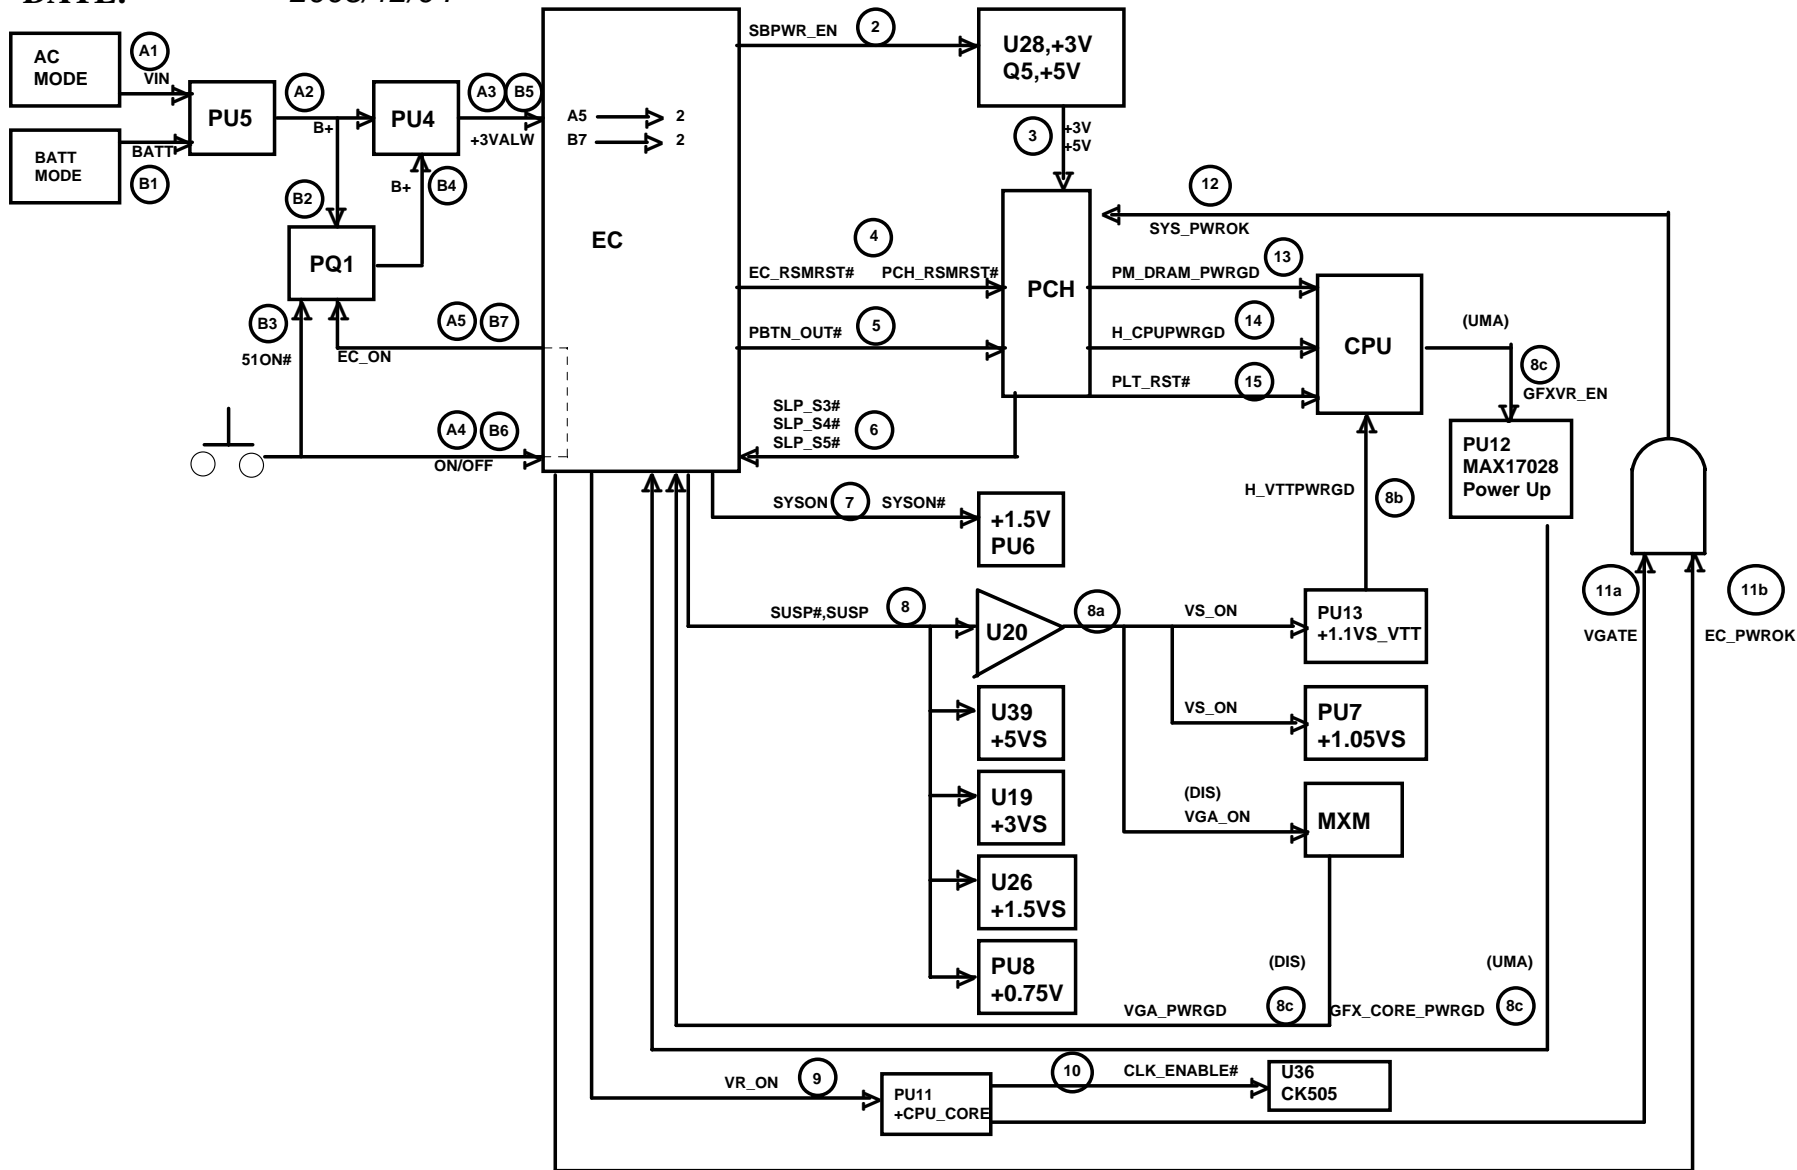 AC
MODE
A1
VIN
BATT
MODE
BATT
B1
PU5
A2
B+
PU4
A3
B5
+3VALW
B2
B+
B4
PQ1
B3
51ON#
A5
B7
EC_ON
A4
B6
ON/OFF
A5
2
B7
2
EC
SBPWR_EN
2
U28,+3V
Q5,+5V
3
+3V
+5V
4
EC_RSMRST#
PCH_RSMRST#
PBTN_OUT#
5
SLP_S3#
SLP_S4#
SLP_S5#
6
PCH
12
SYS_PWROK
PM_DRAM_PWRGD
13
H_CPUPWRGD
14
PLT_RST#
15
CPU
(UMA)
8c
GFXVR_EN
PU12
MAX17028
Power Up
H_VTTPWRGD
8b
SYSON
7
SYSON#
+1.5V
PU6
SUSP#,SUSP
8
U20
8a
VS_ON
PU13
+1.1VS_VTT
VS_ON
PU7
+1.05VS
(DIS)
VGA_ON
MXM
U39
+5VS
U19
+3VS
U26
+1.5VS
PU8
+0.75V
11a
VGATE
11b
EC_PWROK
(DIS)
(UMA)
VGA_PWRGD
8c
GFX_CORE_PWRGD
8c
VR_ON
9
PU11
+CPU_CORE
10
CLK_ENABLE#
U36
CK505